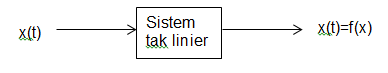 x(t)
Sistem
tak linier
x(t)=f(x)